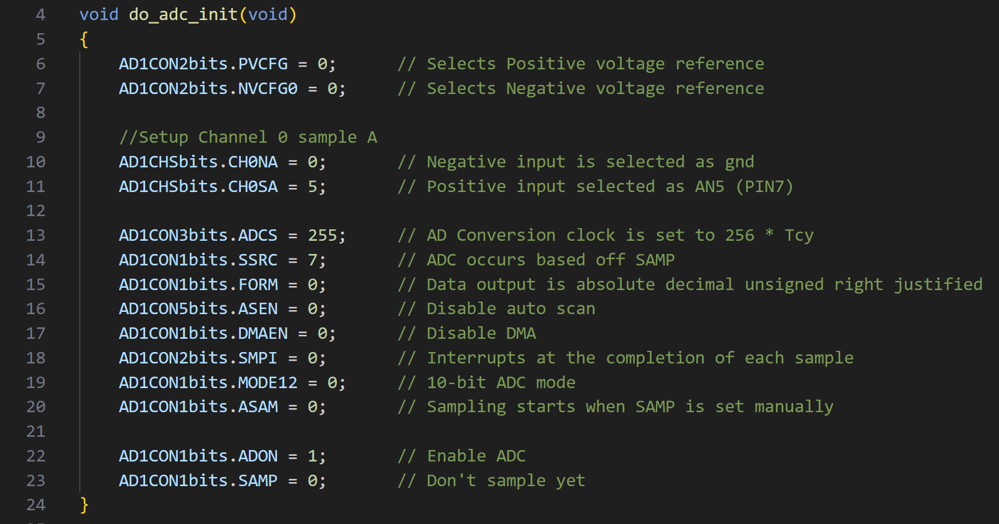 4 void do_adc_init(void)
5 {
6 AD1CON2bits.PVCFG = 0; // Selects Positive voltage reference
7 AD1CON2bits.NVCFG0 = 0; // Selects Negative voltage reference
8
9 //Setup Channel 0 sample A
10 AD1CHSbits.CH0NA = 0; // Negative input is selected as gnd
11 AD1CHSbits.CH0SA = 5; // Positive input selected as AN5 (PIN7)
12
13 AD1CON3bits.ADCS = 255; // AD Conversion clock is set to 256 * Tcy
14 AD1CON1bits.SSRC = 7; // ADC occurs based off SAMP
15 AD1CON1bits.FORM = 0; // Data output is absolute decimal unsigned right justified
16 AD1CON5bits.ASEN = 0; // Disable auto scan
17 AD1CON1bits.DMAEN = 0; // Disable DMA
18 AD1CON2bits.SMPI = 0; // Interrupts at the completion of each sample
19 AD1CON1bits.MODE12 = 0; // 10-bit ADC mode
20 AD1CON1bits.ASAM = 0; // Sampling starts when SAMP is set manually
21
22 AD1CON1bits.ADON = 1; // Enable ADC
23 AD1CON1bits.SAMP = 0; // Don't sample yet
24 }